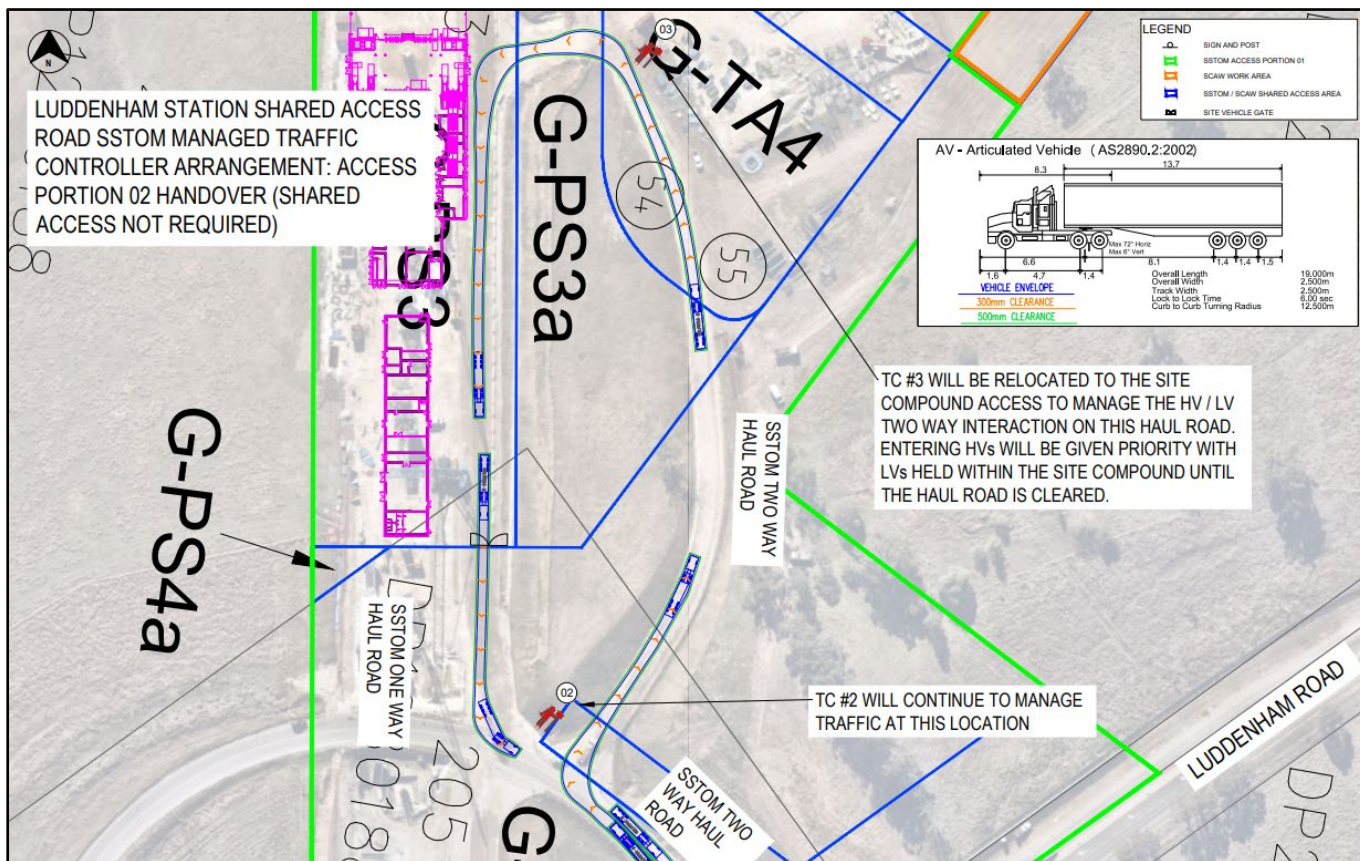 N
LUDDENHAM STATION SHARED ACCESS
ROAD SSTOM MANAGED TRAFFIC
CONTROLLER ARRANGEMENT: ACCESS
PORTION 02 HANDOVER (SHARED
ACCESS NOT REQUIRED)
03
G-TA4
G-PS3a
54
55
LEGEND
SIGN AND POST
SSTOM ACCESS PORTION 01
SCAW WORK AREA
SSTOM / SCAW SHARED ACCESS AREA
SITE VEHICLE GATE
AV - Articulated Vehicle (AS2890.2:2002)
8.3
13.7
Max 72° Horiz
Max 6° Vert
6.6
8.1
1.4
1.4
1.5
1.6
4.7
1.4
VEHICLE ENVELOPE
300mm CLEARANCE
500mm CLEARANCE
Overall Length 19.000m
Overall Width 2.500m
Track Width 2.500m
Lock to Lock Time 6.00 sec
Curb to Curb Turning Radius 12.500m
TC #3 WILL BE RELOCATED TO THE SITE
COMPOUND ACCESS TO MANAGE THE HV / LV
TWO WAY INTERACTION ON THIS HAUL ROAD.
ENTERING HVs WILL BE GIVEN PRIORITY WITH
LVs HELD WITHIN THE SITE COMPOUND UNTIL
THE HAUL ROAD IS CLEARED.
SSTOM TWO WAY
HAUL ROAD
G-PS4a
SSTOM ONE WAY
HAUL ROAD
02
TC #2 WILL CONTINUE TO MANAGE
TRAFFIC AT THIS LOCATION
SSTOM TWO
WAY HAUL
ROAD
LUDDENHAM ROAD
205
G-